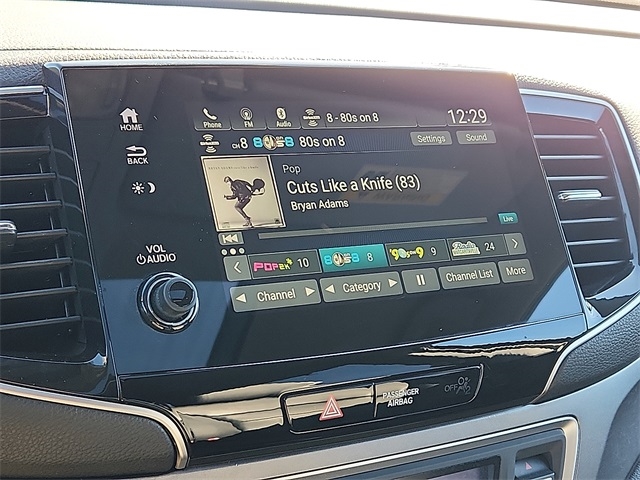 HOME
BACK
VOL
AUDIO
Phone
FM
Audio
8 - 80s on 8
12:29
CH 8
80s on 8
Settings
Sound
Pop
Cuts Like a Knife (83)
Bryan Adams
Live
POP2K 10
8
9
24
Channel
Category
Channel List
More
PASSENGER
AIRBAG
OFF